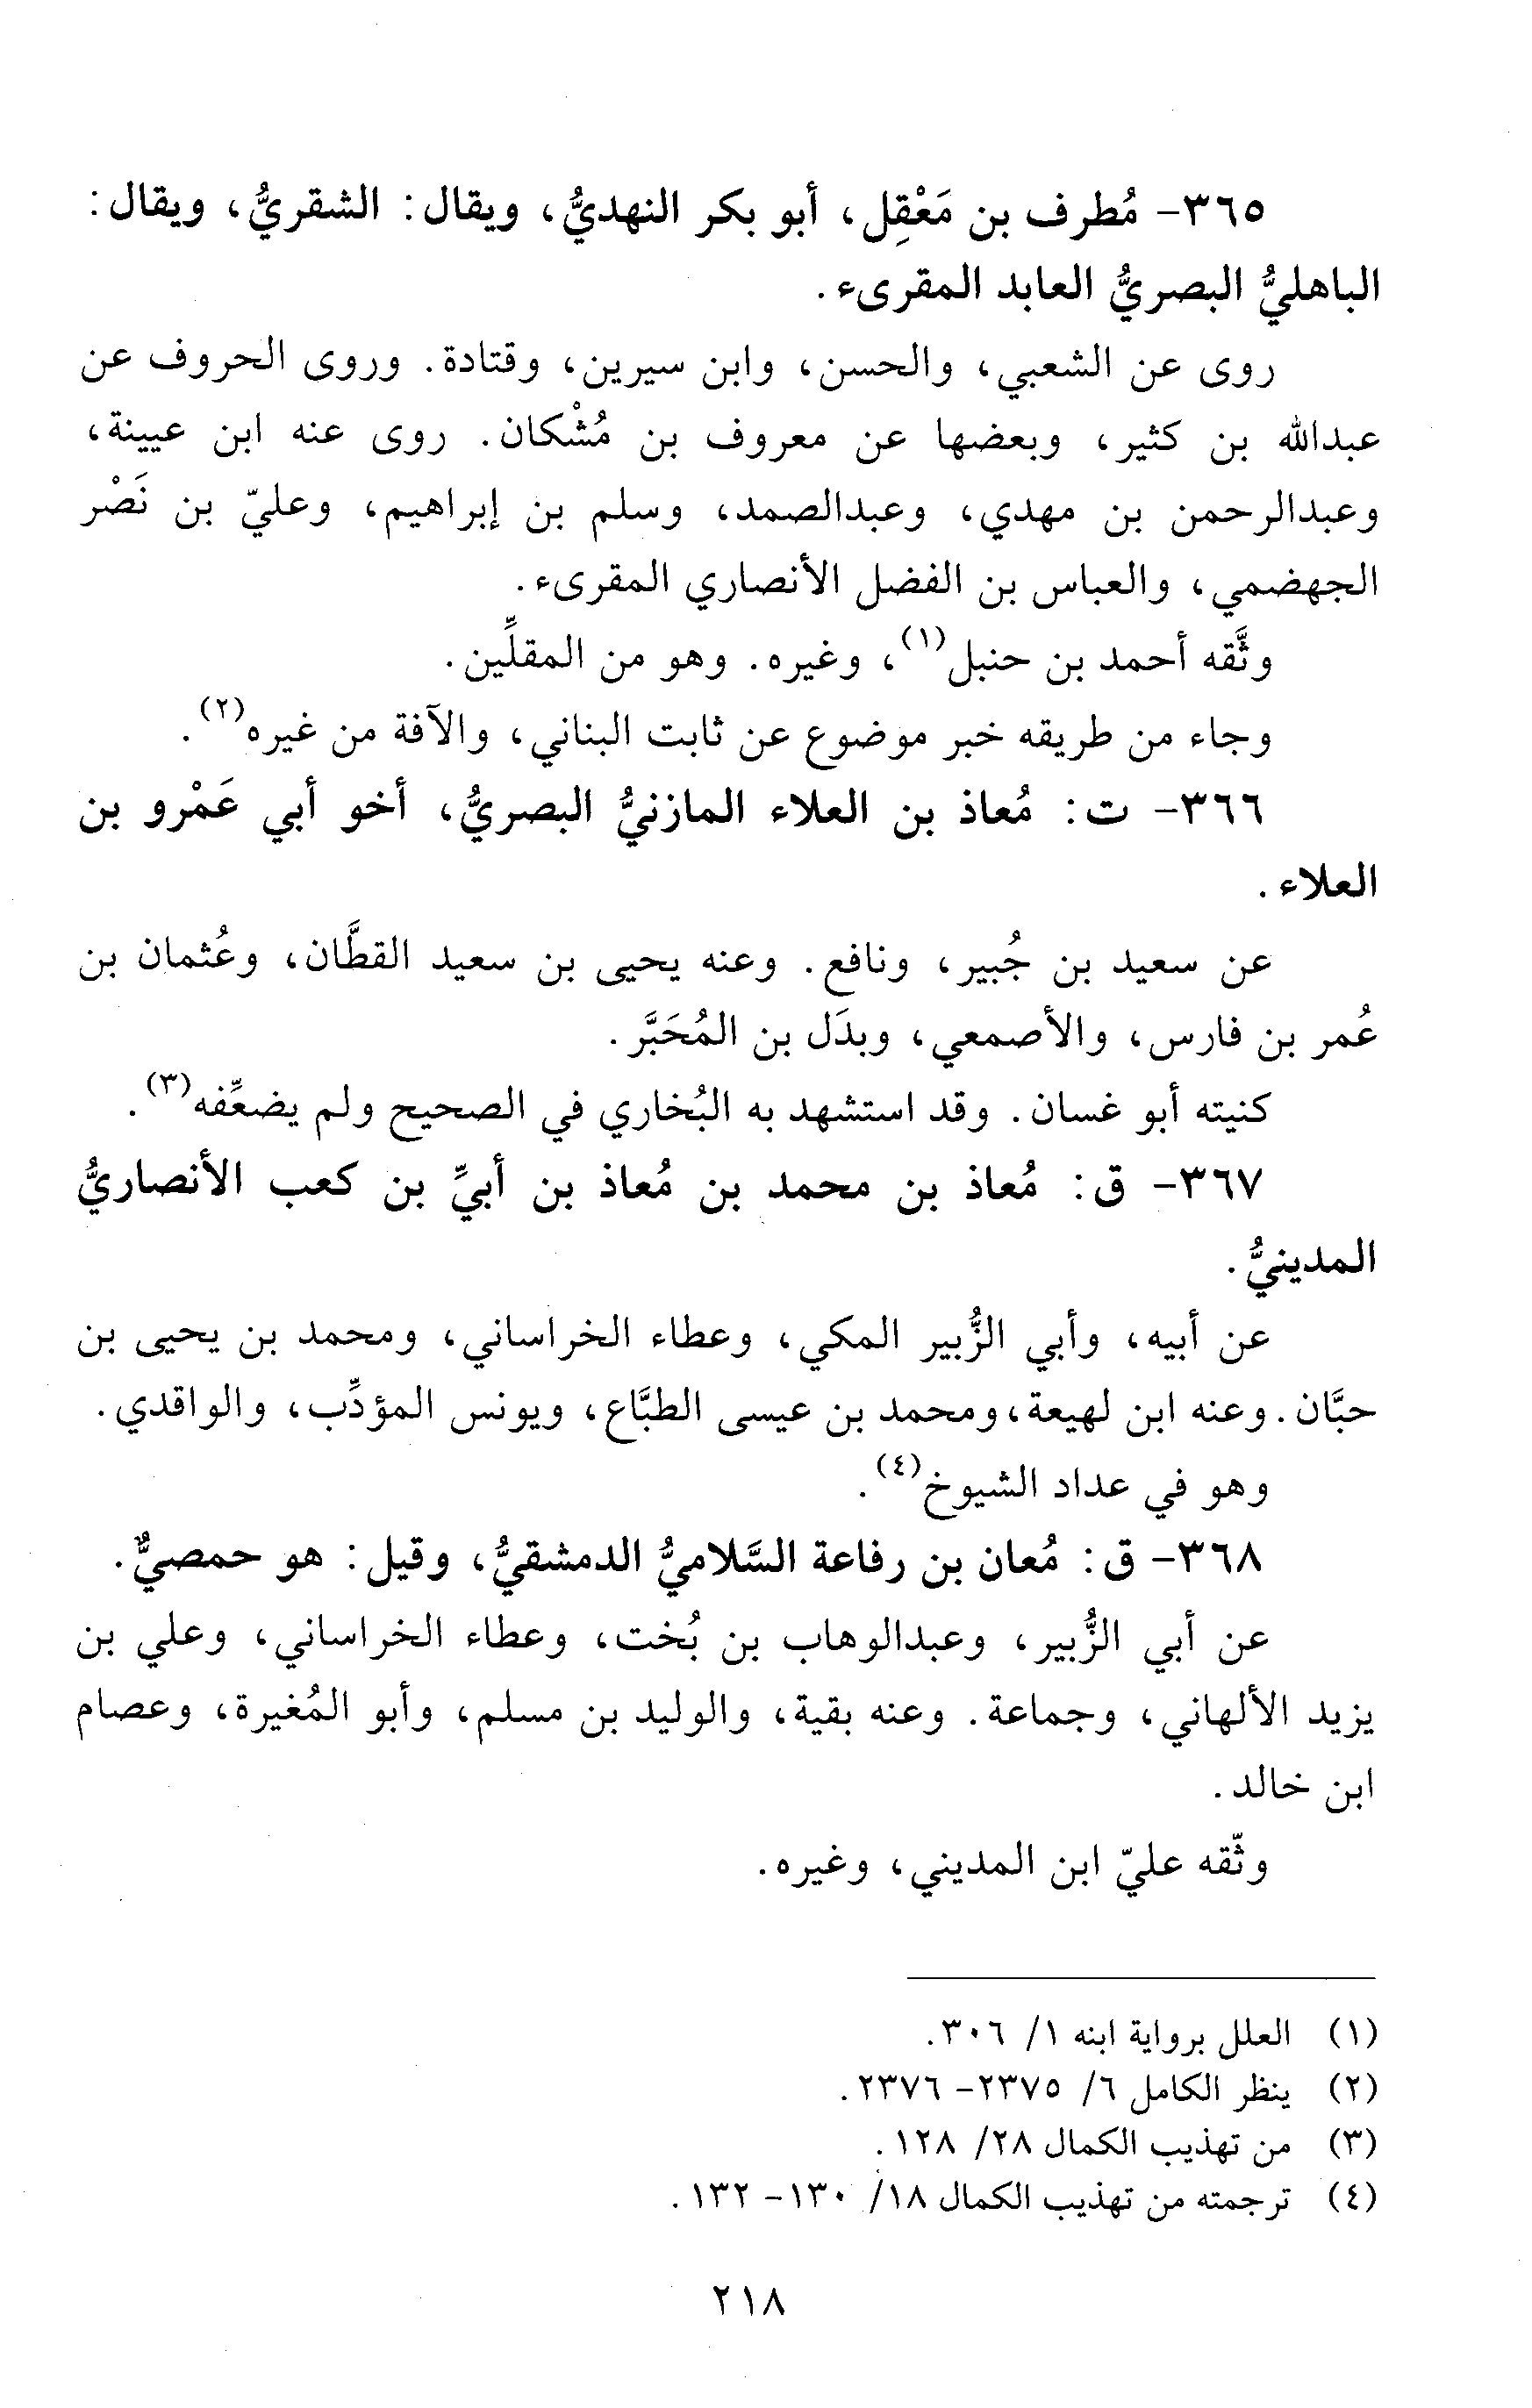 ٣٦٥- مُطرف بن مَعْقِل، أبو بكر النهديُّ، ويقال: الشقريُّ، ويقال:
الباهليُّ البصريُّ العابد المقرىء.
روى عن الشعبي، والحسن، وابن سيرين، وقتادة. وروى الحروف عن
عبدالله بن كثير، وبعضها عن معروف بن مُشْكان. روى عنه ابن عيينة،
وعبدالرحمن بن مهدي، وعبدالصمد، وسلم بن إبراهيم، وعليّ بن نَصْر
الجهضمي، والعباس بن الفضل الأنصاري المقرىء.
وثَّقه أحمد بن حنبل(١)، وغيره. وهو من المقلِّين.
وجاء من طريقه خبر موضوع عن ثابت البناني، والآفة من غيره(٢).
٣٦٦- ت: مُعاذ بن العلاء المازنيُّ البصريُّ، أخو أبي عَمْرو بن
العلاء.
عن سعيد بن جُبير، ونافع. وعنه يحيى بن سعيد القطَّان، وعُثمان بن
عُمر بن فارس، والأصمعي، وبدَل بن المُحَبَّر.
كنيته أبو غسان. وقد استشهد به البُخاري في الصحيح ولم يضعِّفه(٣).
٣٦٧- ق: مُعاذ بن محمد بن مُعاذ بن أبيِّ بن كعب الأنصاريُّ
المدينيُّ.
عن أبيه، وأبي الزُّبير المكي، وعطاء الخراساني، ومحمد بن يحيى بن
حبَّان. وعنه ابن لهيعة، ومحمد بن عيسى الطبَّاع، ويونس المؤدِّب، والواقدي.
وهو في عداد الشيوخ(٤).
٣٦٨- ق: مُعان بن رفاعة السَّلاميُّ الدمشقيُّ، وقيل: هو حمصيٌّ.
عن أبي الزُّبير، وعبدالوهاب بن بُخت، وعطاء الخراساني، وعلي بن
يزيد الألهاني، وجماعة. وعنه بقية، والوليد بن مسلم، وأبو المُغيرة، وعصام
ابن خالد.
وثّقه عليّ ابن المديني، وغيره.
(١) العلل برواية ابنه ١/ ٣٠٦.
(٢) ينظر الكامل ٦/ ٢٣٧٥- ٢٣٧٦.
(٣) من تهذيب الكمال ٢٨/ ١٢٨.
(٤) ترجمته من تهذيب الكمال ١٨/ ١٣٠- ١٣٢.
٢١٨